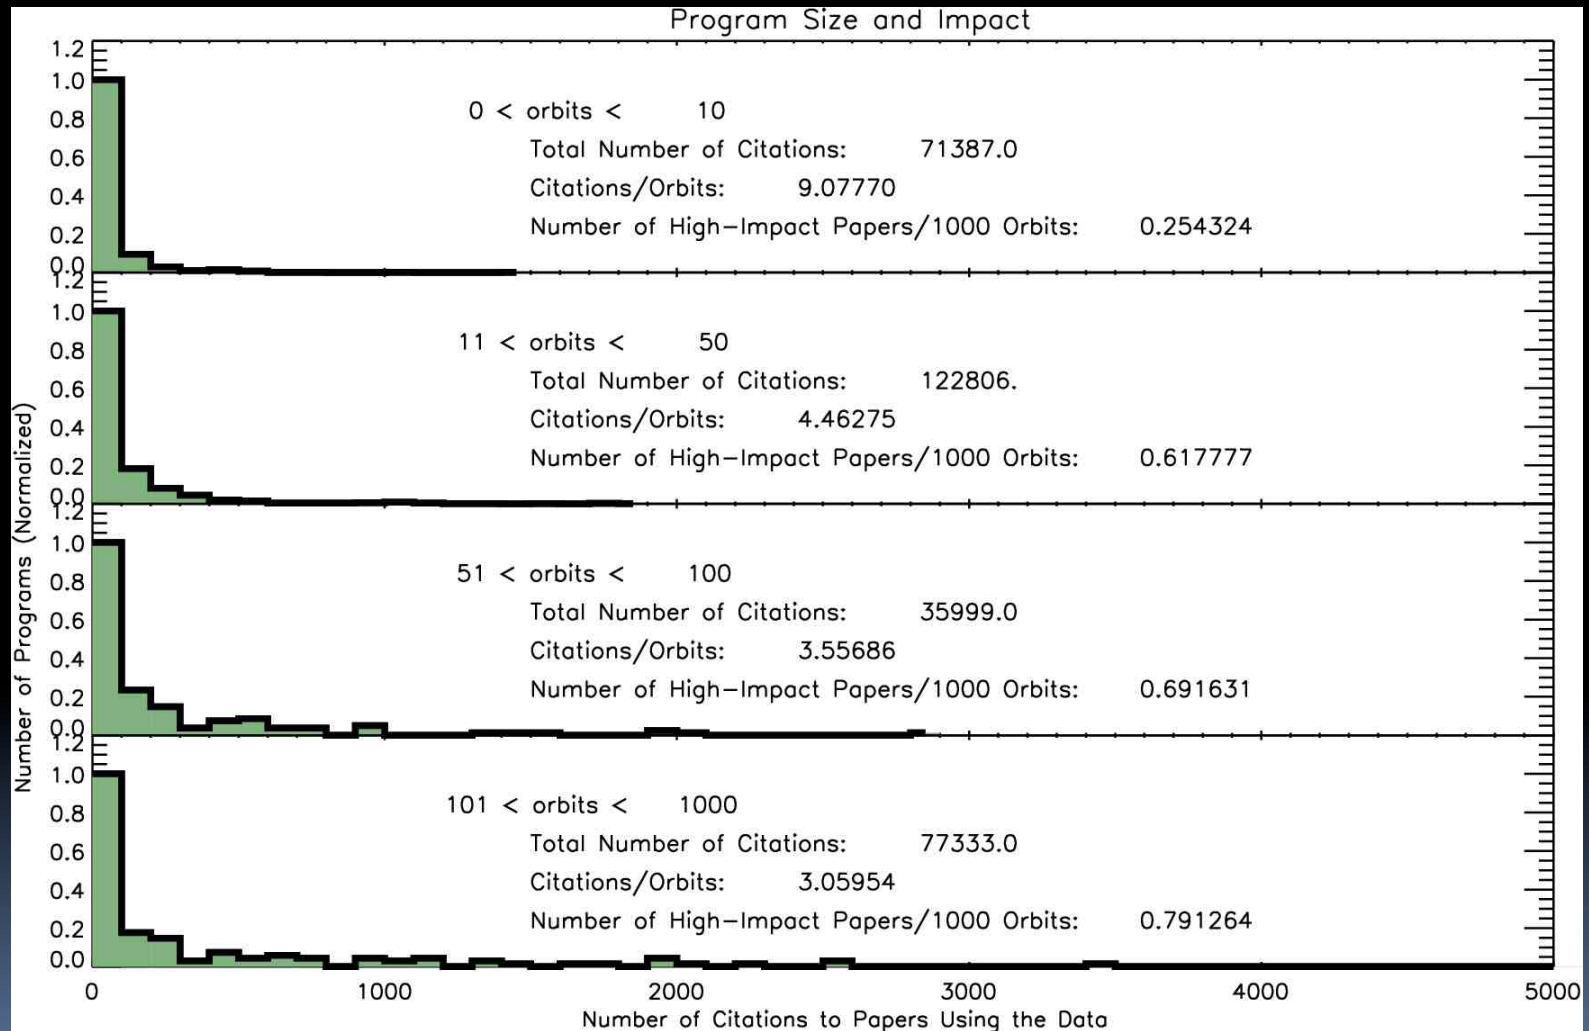 Program Size and Impact
1.2
1.0
0.8
0.6
0.4
0.2
0.0
0 < orbits < 10
Total Number of Citations: 71387.0
Citations/Orbits: 9.07770
Number of High-Impact Papers/1000 Orbits: 0.254324
1.2
1.0
0.8
0.6
0.4
0.2
0.0
11 < orbits < 50
Total Number of Citations: 122806.
Citations/Orbits: 4.46275
Number of High-Impact Papers/1000 Orbits: 0.617777
1.2
1.0
0.8
0.6
0.4
0.2
0.0
51 < orbits < 100
Total Number of Citations: 35999.0
Citations/Orbits: 3.55686
Number of High-Impact Papers/1000 Orbits: 0.691631
1.2
1.0
0.8
0.6
0.4
0.2
0.0
101 < orbits < 1000
Total Number of Citations: 77333.0
Citations/Orbits: 3.05954
Number of High-Impact Papers/1000 Orbits: 0.791264
Number of Programs (Normalized)
0 1000 2000 3000 4000 5000
Number of Citations to Papers Using the Data